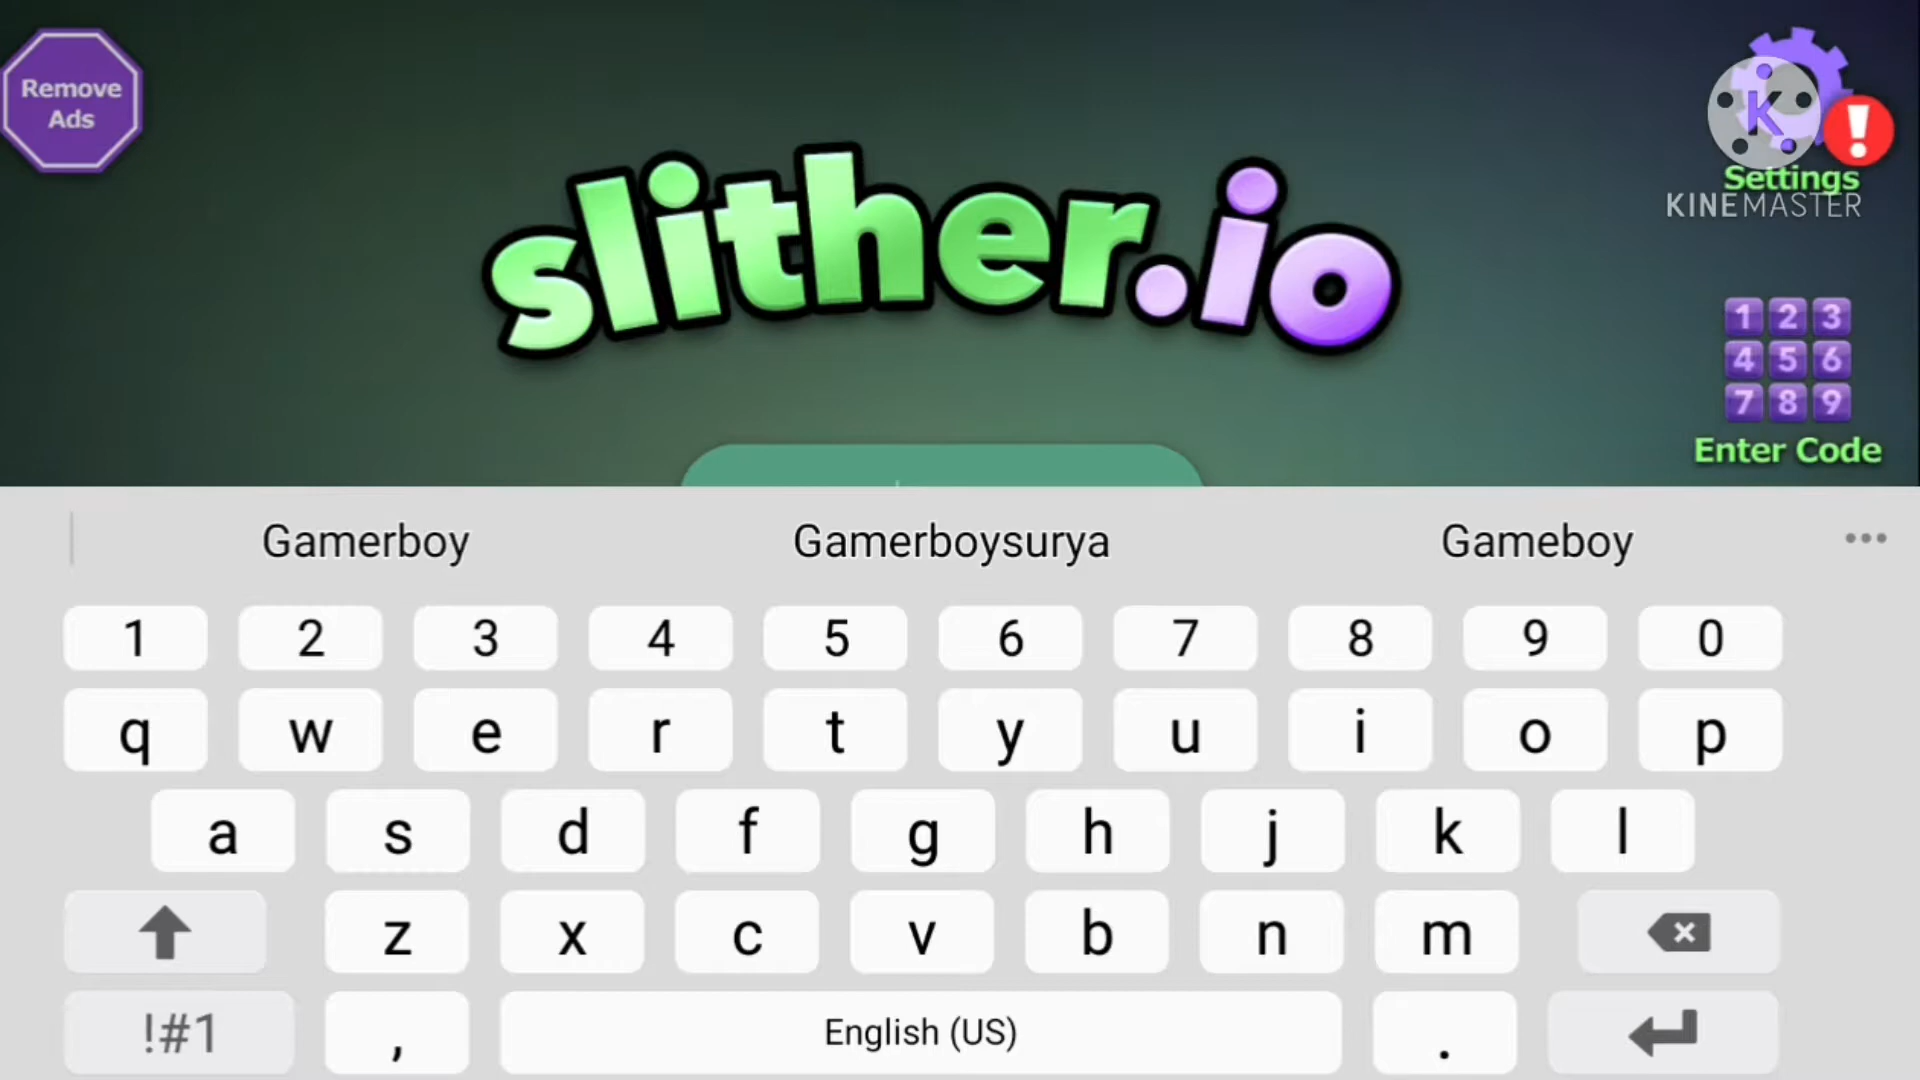 Remove
Ads
slither.io
K
!
Settings
KINEMASTER
1 2 3
4 5 6
7 8 9
Enter Code
Gamerboy Gamerboysurya Gameboy ...
1 2 3 4 5 6 7 8 9 0
q w e r t y u i o p
a s d f g h j k l
z x c v b n m
!#1 , English (US) .